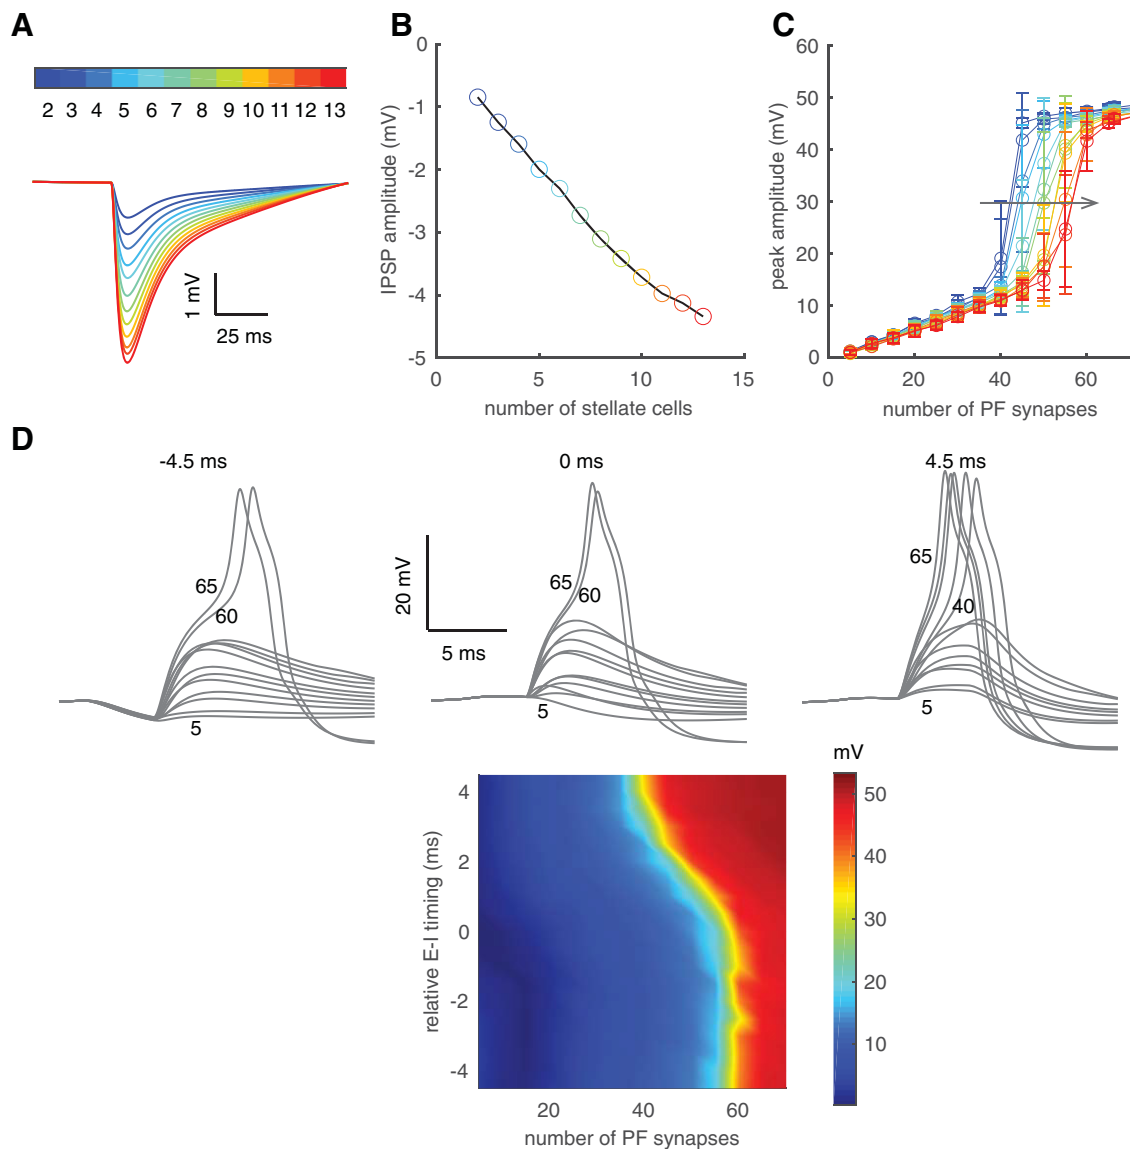 A
B
C
2 3 4 5 6 7 8 9 10 11 12 13
1 mV
25 ms
IPSP amplitude (mV)
0
-1
-2
-3
-4
-5
0 5 10 15
number of stellate cells
peak amplitude (mV)
60
50
40
30
20
10
0
0 20 40 60
number of PF synapses
D
-4.5 ms
0 ms
4.5 ms
65
60
5
20 mV
5 ms
65
60
5
65
40
5
relative E-I timing (ms)
4
2
0
-2
-4
20 40 60
number of PF synapses
mV
50
40
30
20
10